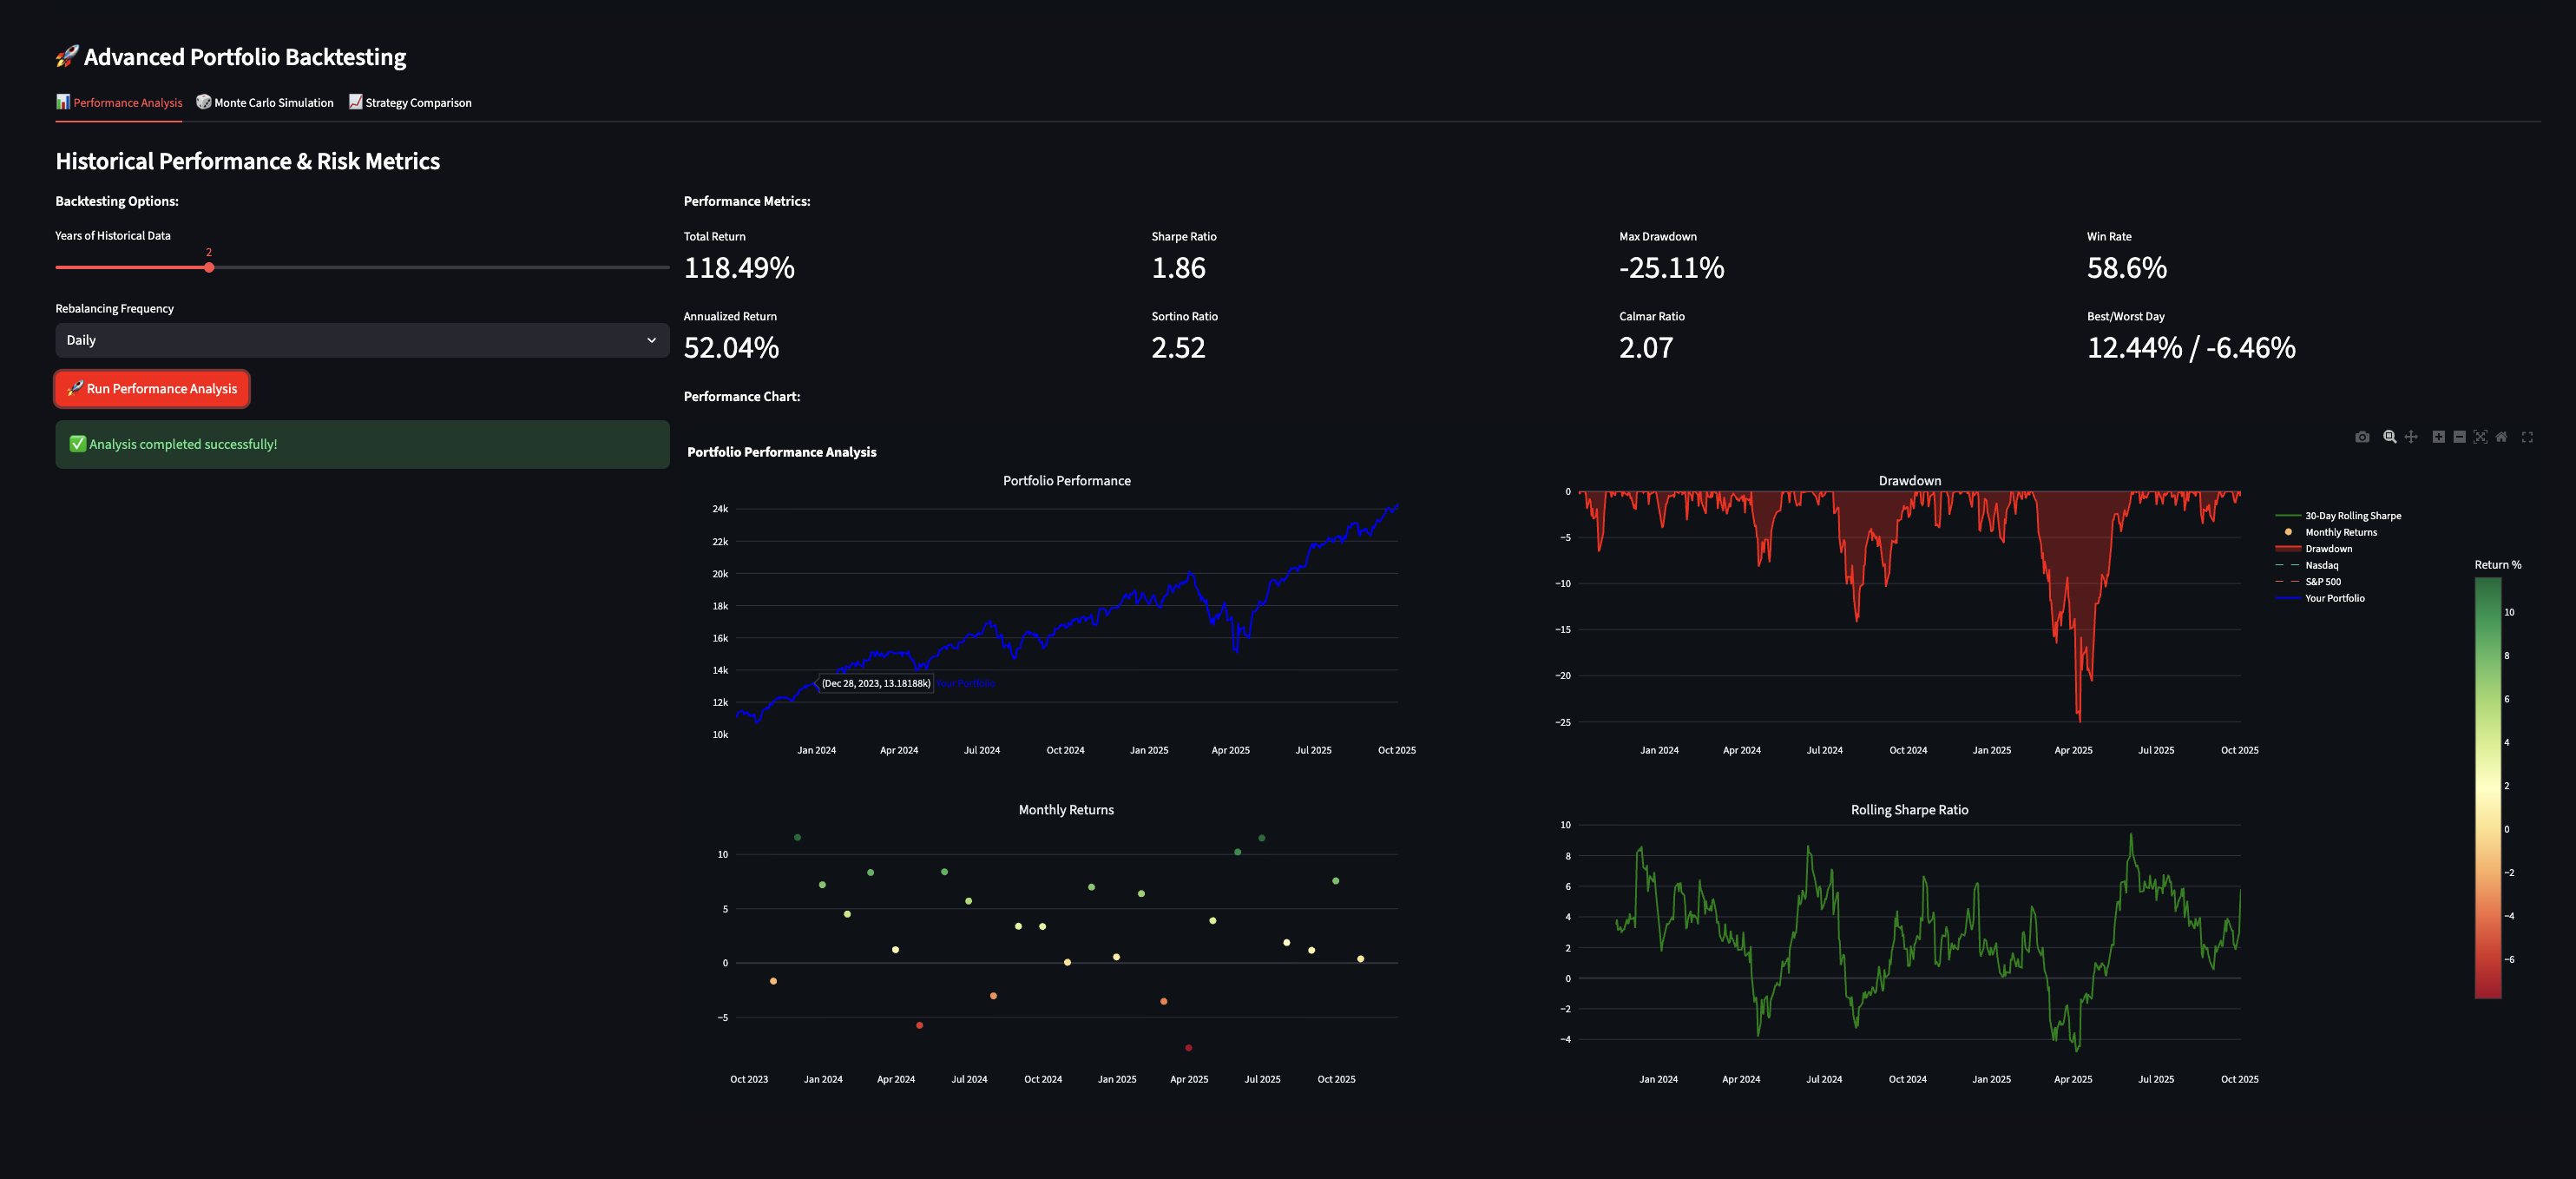 🚀 Advanced Portfolio Backtesting
📊 Performance Analysis 🎲 Monte Carlo Simulation 📈 Strategy Comparison
Historical Performance & Risk Metrics
Backtesting Options:
Years of Historical Data
2
Rebalancing Frequency
Daily
🚀 Run Performance Analysis
✅ Analysis completed successfully!
Performance Metrics:
Total Return
118.49%
Sharpe Ratio
1.86
Max Drawdown
-25.11%
Win Rate
58.6%
Annualized Return
52.04%
Sortino Ratio
2.52
Calmar Ratio
2.07
Best/Worst Day
12.44% / -6.46%
Performance Chart:
Portfolio Performance Analysis
Portfolio Performance
24k
22k
20k
18k
16k
14k
12k
10k
(Dec 28, 2023, 13.18188k) Your Portfolio
Jan 2024 Apr 2024 Jul 2024 Oct 2024 Jan 2025 Apr 2025 Jul 2025 Oct 2025
Drawdown
0
−5
−10
−15
−20
−25
Jan 2024 Apr 2024 Jul 2024 Oct 2024 Jan 2025 Apr 2025 Jul 2025 Oct 2025
30-Day Rolling Sharpe
Monthly Returns
Drawdown
Nasdaq
S&P 500
Your Portfolio
Return %
10
8
6
4
2
0
−2
−4
−6
Monthly Returns
10
5
0
−5
Oct 2023 Jan 2024 Apr 2024 Jul 2024 Oct 2024 Jan 2025 Apr 2025 Jul 2025 Oct 2025
Rolling Sharpe Ratio
10
8
6
4
2
0
−2
−4
Jan 2024 Apr 2024 Jul 2024 Oct 2024 Jan 2025 Apr 2025 Jul 2025 Oct 2025